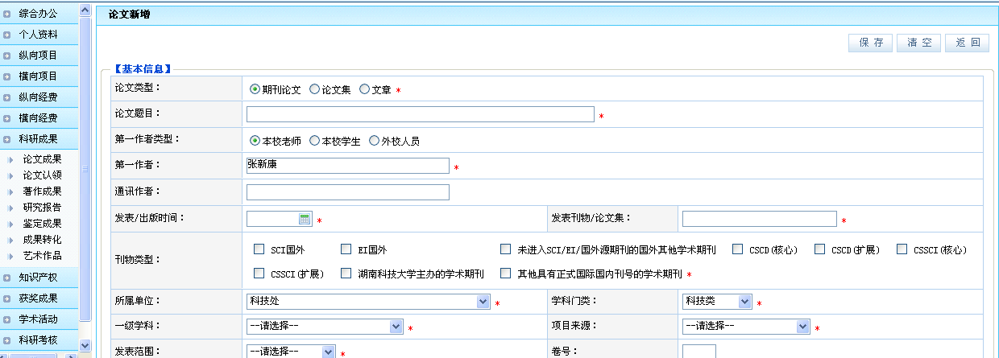 综合办公
个人资料
纵向项目
横向项目
纵向经费
横向经费
科研成果
论文成果
论文认领
著作成果
研究报告
鉴定成果
成果转化
艺术作品
知识产权
获奖成果
学术活动
科研考核
论文新增
保 存 清 空 返 回
【基本信息】
论文类型： 期刊论文 论文集 文章 *
论文题目： *
第一作者类型： 本校老师 本校学生 外校人员
第一作者： 张新康 *
通讯作者：
发表/出版时间： * 发表刊物/论文集： *
刊物类型： SCI国外 EI国外 未进入SCI/EI/国外源期刊的国外其他学术期刊 CSCD(核心) CSCD(扩展) CSSCI(核心)
CSSCI(扩展) 湖南科技大学主办的学术期刊 其他具有正式国际国内刊号的学术期刊 *
所属单位： 科技处 * 学科门类： 科技类 *
一级学科： --请选择-- * 项目来源： --请选择-- *
发表范围： --请选择-- * 卷号：